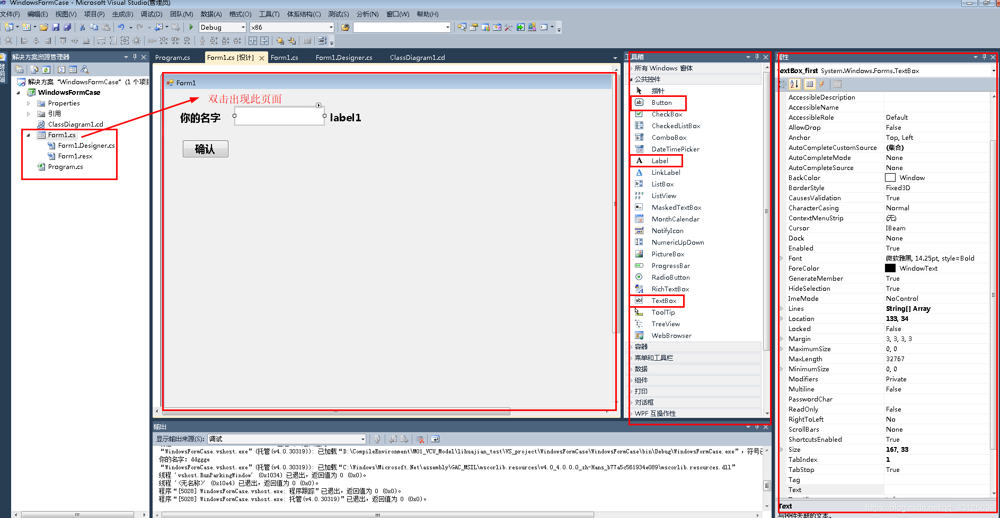 WindowsFormCase - Microsoft Visual Studio(管理员)
文件(F) 编辑(E) 视图(V) 项目(P) 生成(B) 调试(D) 团队(M) 数据(A) 格式(O) 工具(T) 体系结构(C) 测试(S) 分析(N) 窗口(W) 帮助(H)
Debug x86
解决方案资源管理器
解决方案 “WindowsFormCase” (1 个项目
WindowsFormCase
Properties
引用
ClassDiagram1.cd
Form1.cs
Form1.Designer.cs
Form1.resx
Program.cs
Program.cs Form1.cs [设计] Form1.cs Form1.Designer.cs ClassDiagram1.cd
Form1
双击出现此页面
你的名字 label1
确认
工具箱
所有 Windows 窗体
公共控件
指针
Button
CheckBox
CheckedListBox
ComboBox
DateTimePicker
Label
LinkLabel
ListBox
ListView
MaskedTextBox
MonthCalendar
NotifyIcon
NumericUpDown
PictureBox
ProgressBar
RadioButton
RichTextBox
TextBox
ToolTip
TreeView
WebBrowser
容器
菜单和工具栏
数据
组件
打印
对话框
WPF 互操作性
属性
textBox_first System.Windows.Forms.TextBox
AccessibleDescription
AccessibleName
AccessibleRole Default
AllowDrop False
Anchor Top, Left
AutoCompleteCustomSource (集合)
AutoCompleteMode None
AutoCompleteSource None
BackColor Window
BorderStyle Fixed3D
CausesValidation True
CharacterCasing Normal
ContextMenuStrip (无)
Cursor IBeam
Dock None
Enabled True
Font 微软雅黑, 14.25pt, style=Bold
ForeColor WindowText
GenerateMember True
HideSelection True
ImeMode NoControl
Lines String[] Array
Location 133, 34
Locked False
Margin 3, 3, 3, 3
MaximumSize 0, 0
MaxLength 32767
MinimumSize 0, 0
Modifiers Private
Multiline False
PasswordChar
ReadOnly False
RightToLeft No
ScrollBars None
ShortcutsEnabled True
Size 167, 33
TabIndex 1
TabStop True
Tag
Text
Text
与控件关联的文本。
输出
显示输出来源(S): 调试
“WindowsFormCase.vshost.exe”(托管(v4.0.30319)): 已加载“D:\CompileEnvironment\M01_VCU_Model\lihuajian_test\VS_project\WindowsFormCase\WindowsFormCase\bin\Debug\WindowsFormCase.exe”，符号已
你的名字: ddggge
“WindowsFormCase.vshost.exe”(托管(v4.0.30319)): 已加载“C:\Windows\Microsoft.Net\assembly\GAC_MSIL\mscorlib.resources\v4.0_4.0.0.0_zh-Hans_b77a5c561934e089\mscorlib.resources.dll”
线程 'vshost.RunParkingWindow' (0x1034) 已退出，返回值为 0 (0x0)。
线程 '<无名称>' (0x10e4) 已退出，返回值为 0 (0x0)。
程序“[5028] WindowsFormCase.vshost.exe: 程序跟踪”已退出，返回值为 0 (0x0)。
程序“[5028] WindowsFormCase.vshost.exe: 托管(v4.0.30319)”已退出，返回值为 0 (0x0)。
https://blog.csdn.net/qq_33125039